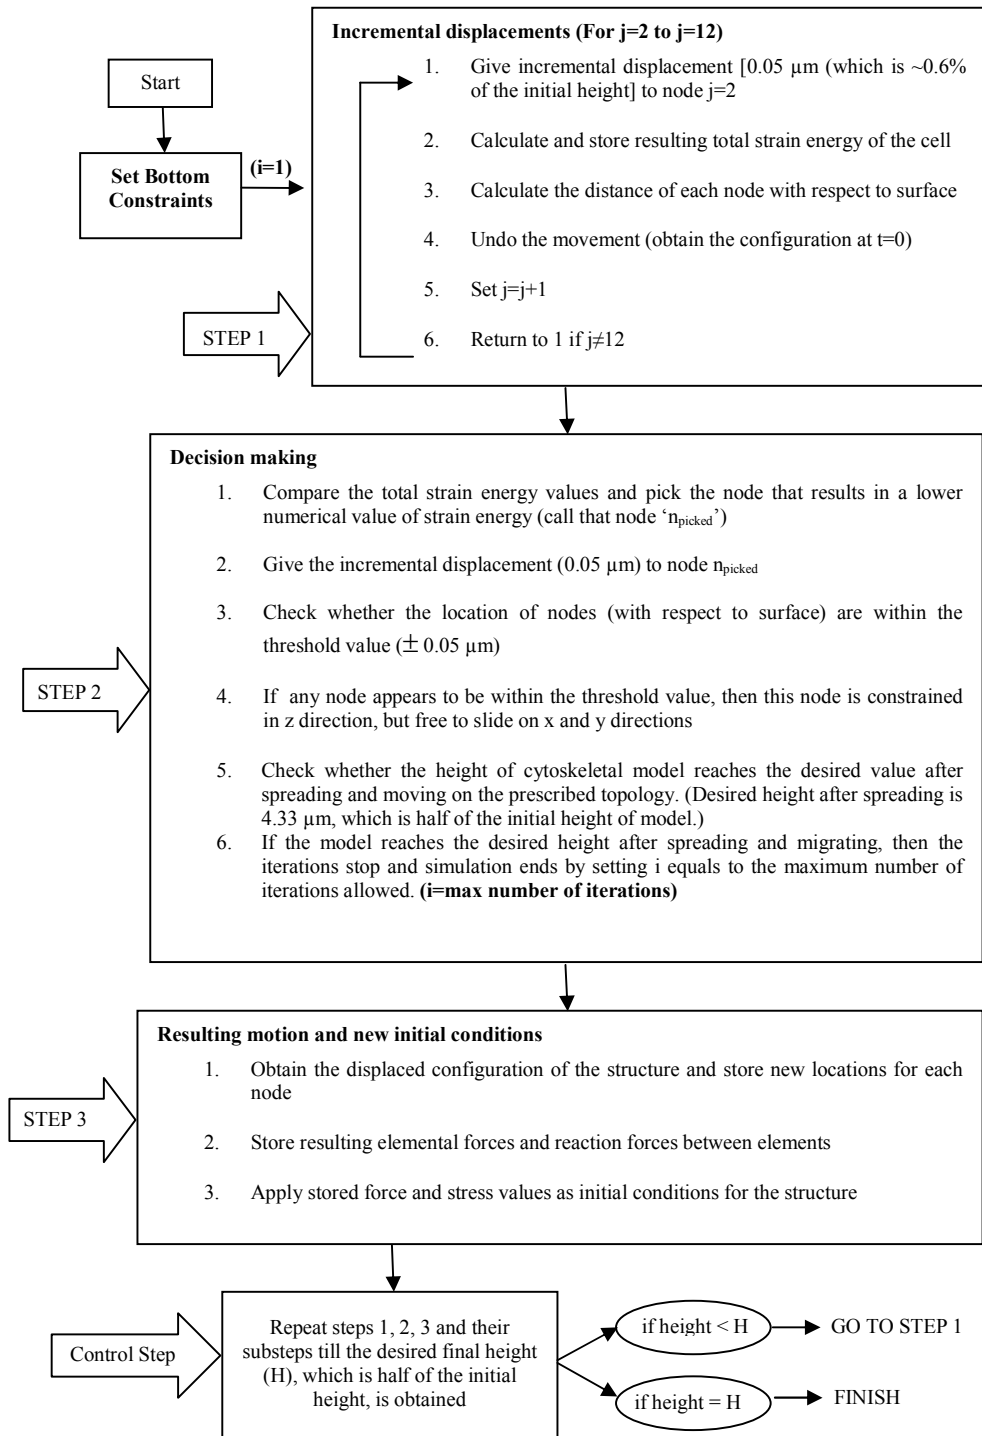 Start
Set Bottom
Constraints
(i=1)
STEP 1
Incremental displacements (For j=2 to j=12)
1. Give incremental displacement [0.05 µm (which is ~0.6%
of the initial height] to node j=2
2. Calculate and store resulting total strain energy of the cell
3. Calculate the distance of each node with respect to surface
4. Undo the movement (obtain the configuration at t=0)
5. Set j=j+1
6. Return to 1 if j≠12
STEP 2
Decision making
1. Compare the total strain energy values and pick the node that results in a lower
numerical value of strain energy (call that node ‘npicked’)
2. Give the incremental displacement (0.05 µm) to node npicked
3. Check whether the location of nodes (with respect to surface) are within the
threshold value (± 0.05 µm)
4. If any node appears to be within the threshold value, then this node is constrained
in z direction, but free to slide on x and y directions
5. Check whether the height of cytoskeletal model reaches the desired value after
spreading and moving on the prescribed topology. (Desired height after spreading is
4.33 µm, which is half of the initial height of model.)
6. If the model reaches the desired height after spreading and migrating, then the
iterations stop and simulation ends by setting i equals to the maximum number of
iterations allowed. (i=max number of iterations)
STEP 3
Resulting motion and new initial conditions
1. Obtain the displaced configuration of the structure and store new locations for each
node
2. Store resulting elemental forces and reaction forces between elements
3. Apply stored force and stress values as initial conditions for the structure
Control Step
Repeat steps 1, 2, 3 and their
substeps till the desired final height
(H), which is half of the initial
height, is obtained
if height < H
GO TO STEP 1
if height = H
FINISH